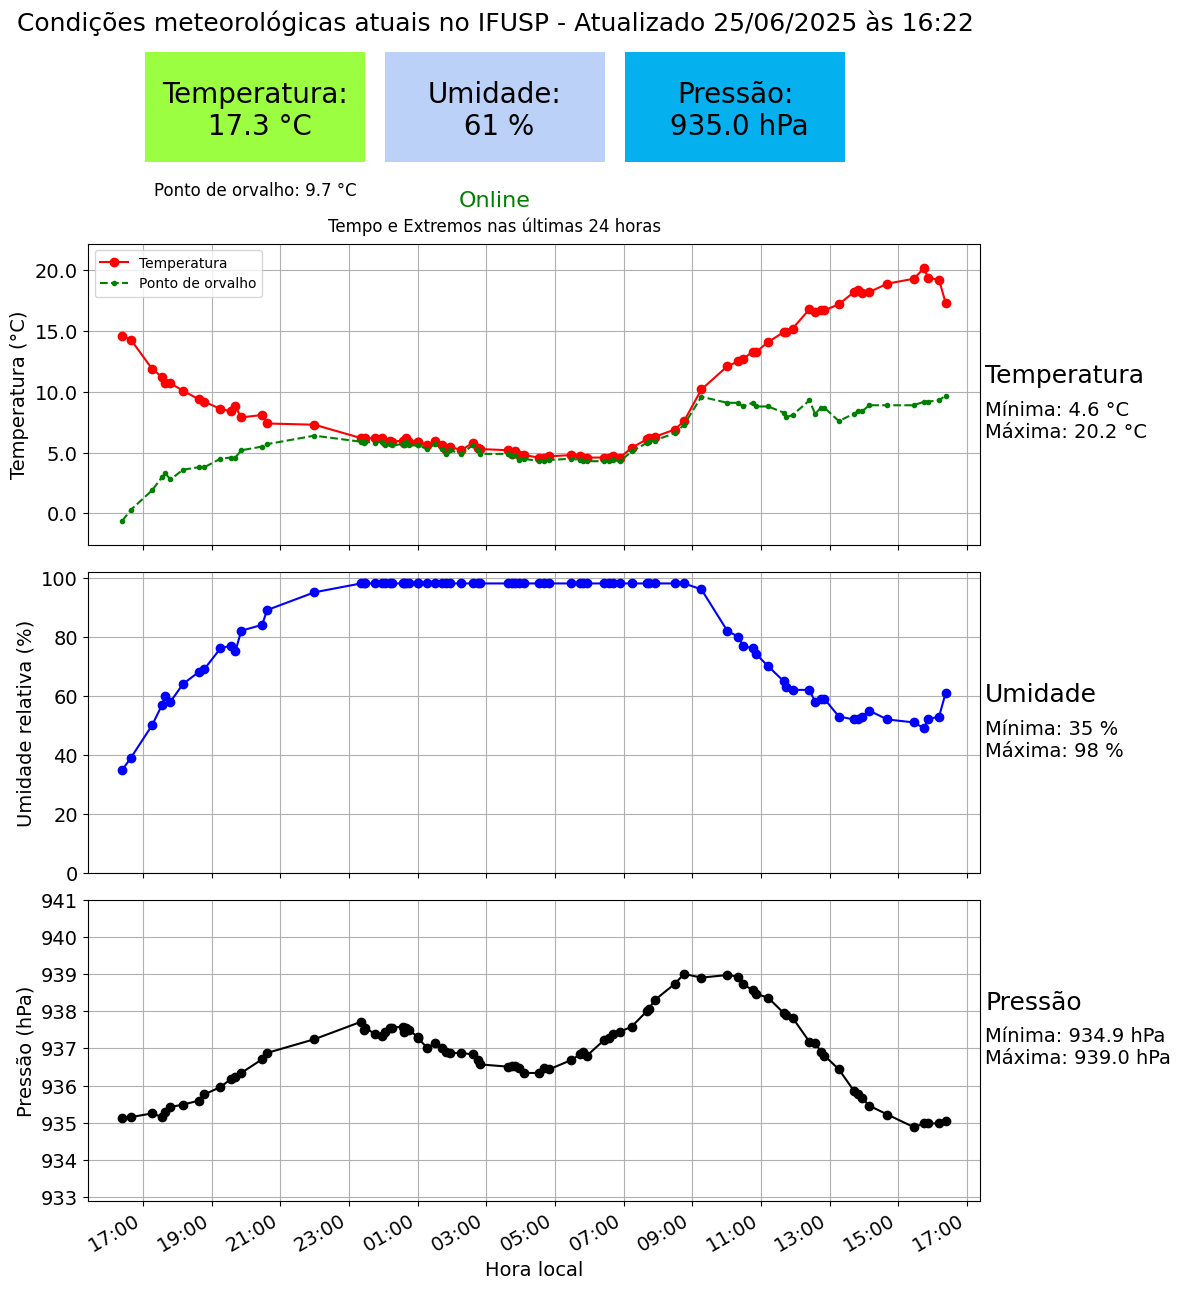 Condições meteorológicas atuais no IFUSP - Atualizado 25/06/2025 às 16:22
Temperatura:
17.3 °C
Umidade:
61 %
Pressão:
935.0 hPa
Ponto de orvalho: 9.7 °C
Online
Tempo e Extremos nas últimas 24 horas
Temperatura
Ponto de orvalho
Temperatura (°C)
20.0
15.0
10.0
5.0
0.0
Temperatura
Mínima: 4.6 °C
Máxima: 20.2 °C
Umidade relativa (%)
100
80
60
40
20
0
Umidade
Mínima: 35 %
Máxima: 98 %
Pressão (hPa)
941
940
939
938
937
936
935
934
933
Pressão
Mínima: 934.9 hPa
Máxima: 939.0 hPa
17:00 19:00 21:00 23:00 01:00 03:00 05:00 07:00 09:00 11:00 13:00 15:00 17:00
Hora local